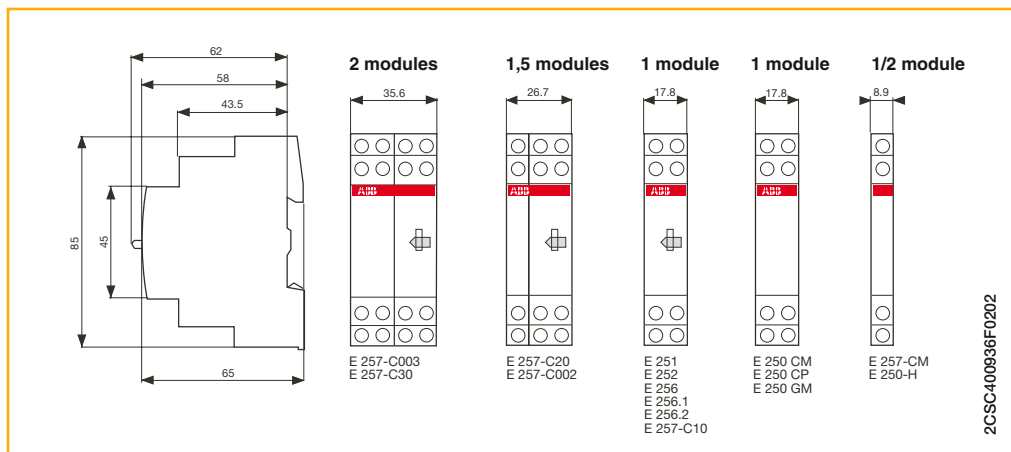 62
58
43.5
85
45
65
2 modules
35.6
ABB
E 257-C003
E 257-C30
1,5 modules
26.7
ABB
E 257-C20
E 257-C002
1 module
17.8
ABB
E 251
E 252
E 256
E 256.1
E 256.2
E 257-C10
1 module
17.8
ABB
E 250 CM
E 250 CP
E 250 GM
1/2 module
8.9
E 257-CM
E 250-H
2CSC400936F0202